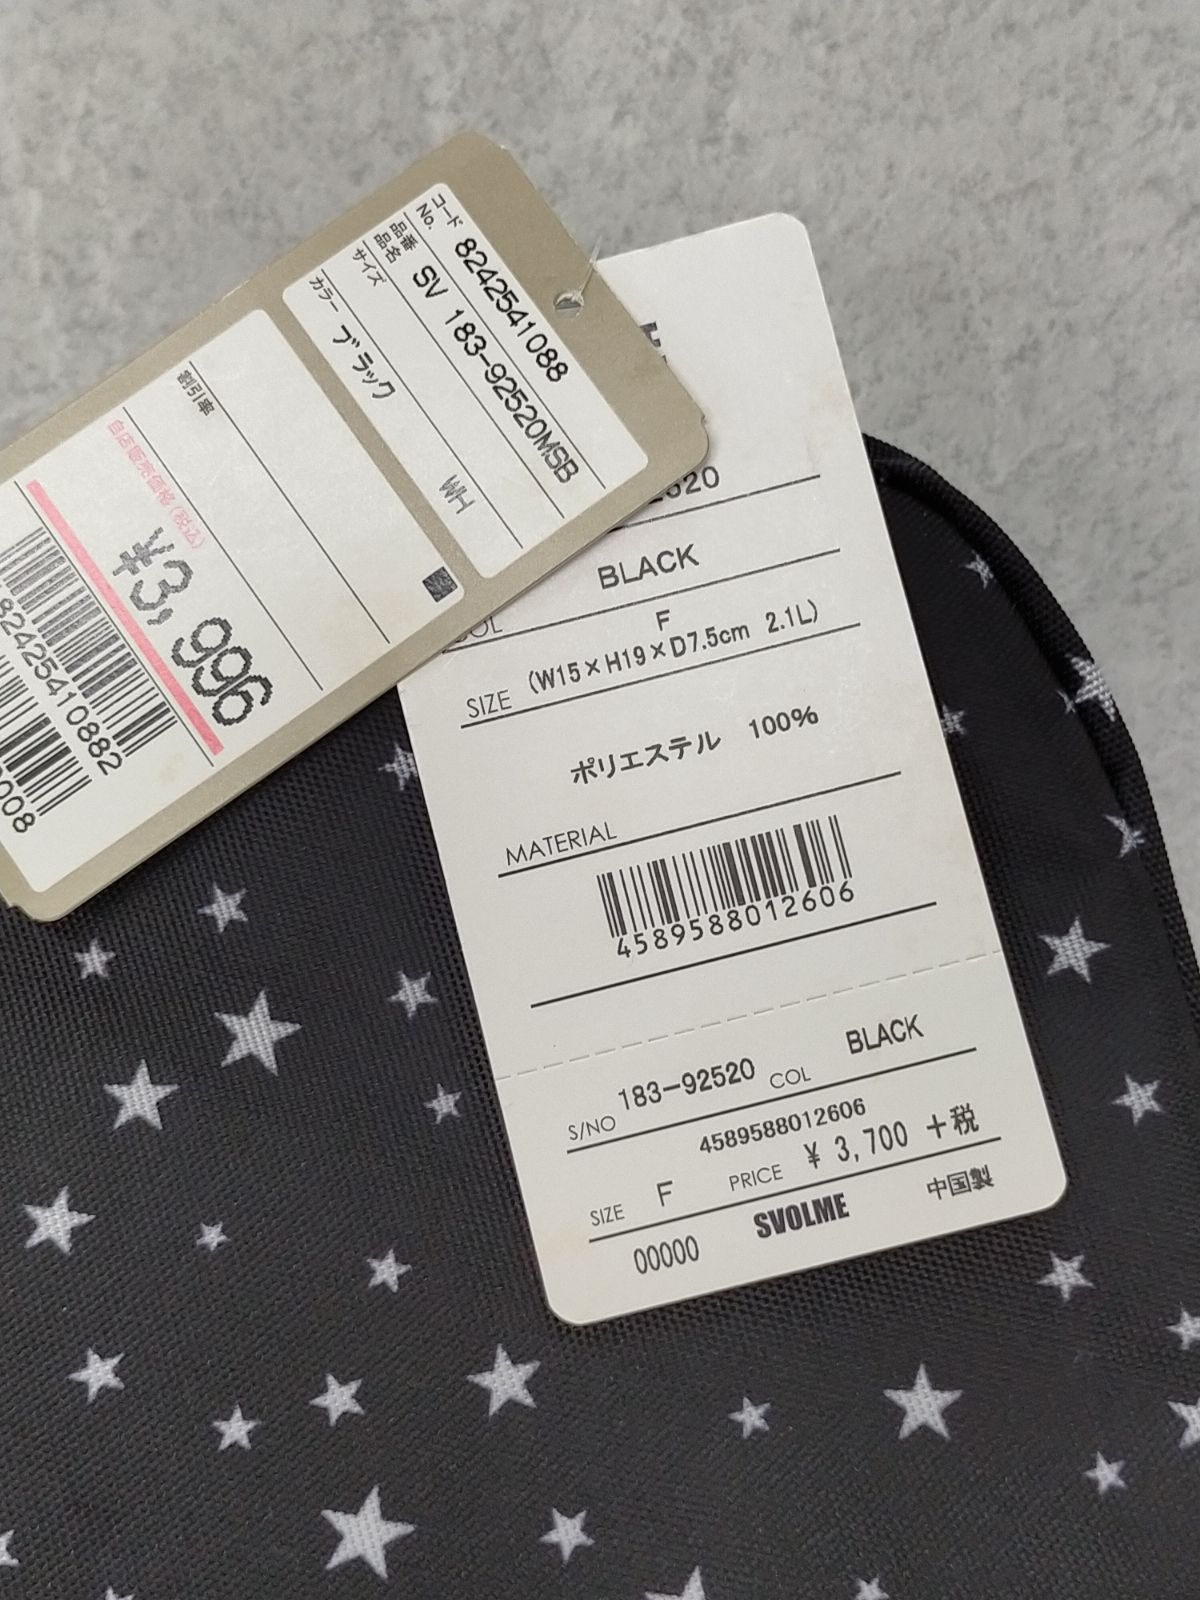 コード No. 8242541088
品番 品名 SV 183-92520MSB
サイズ
カラー ブラック WH
割引率
自店販売価格(税込)
¥3,996
82425410882
008
2520
BLACK
COL
F
SIZE (W15×H19×D7.5cm 2.1L)
ポリエステル 100%
MATERIAL
4589588012606
S/NO 183-92520 COL BLACK
4589588012606
SIZE F PRICE ¥ 3,700 +税
00000 SVOLME 中国製